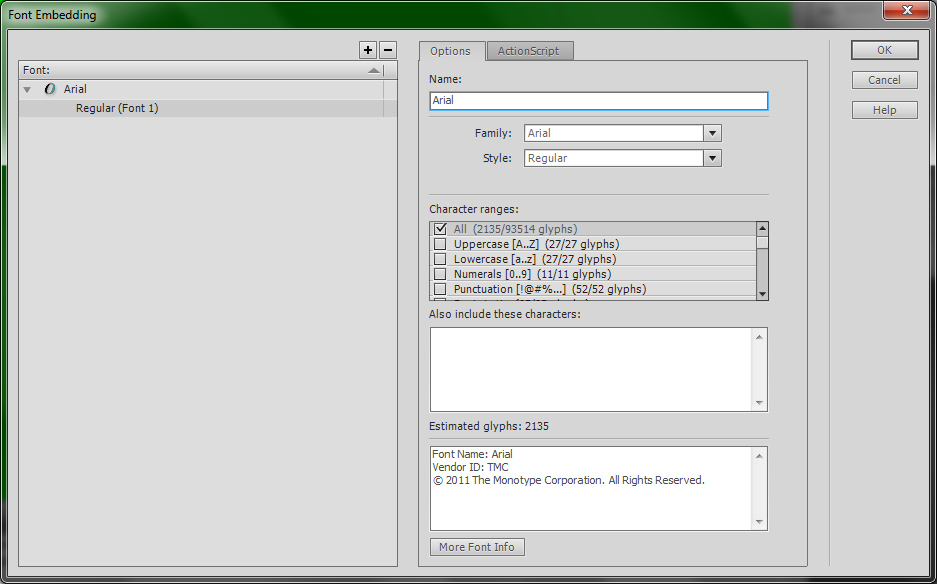 Font Embedding
Font:
Arial
Regular (Font 1)
Options
ActionScript
Name:
Arial
Family: Arial
Style: Regular
Character ranges:
All (2135/93514 glyphs)
Uppercase [A..Z] (27/27 glyphs)
Lowercase [a..z] (27/27 glyphs)
Numerals [0..9] (11/11 glyphs)
Punctuation [!@#%...] (52/52 glyphs)
Also include these characters:
Estimated glyphs: 2135
Font Name: Arial
Vendor ID: TMC
© 2011 The Monotype Corporation. All Rights Reserved.
More Font Info
OK
Cancel
Help